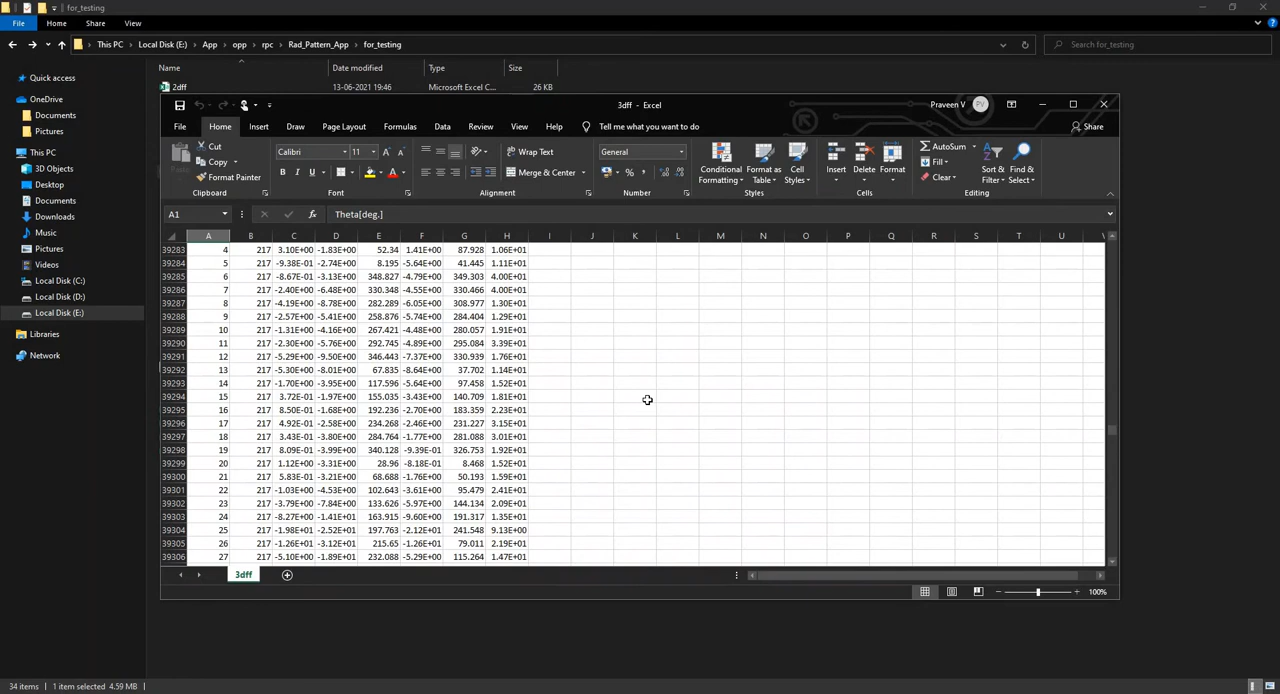 for_testing
File Home Share View
This PC Local Disk (E:) App opp rpc Rad_Pattern_App for_testing Search for_testing
Name Date modified Type Size
2dff 13-06-2021 19:46 Microsoft Excel C... 26 KB
Quick access
OneDrive
Documents
Pictures
This PC
3D Objects
Desktop
Documents
Downloads
Music
Pictures
Videos
Local Disk (C:)
Local Disk (D:)
Local Disk (E:)
Libraries
Network
3dff - Excel Praveen V PV
File Home Insert Draw Page Layout Formulas Data Review View Help Tell me what you want to do Share
Cut
Copy
Format Painter
Clipboard
Calibri 11
B I U
Font
Wrap Text
Merge & Center
Alignment
General
Number
Conditional Formatting
Format as Table
Cell Styles
Styles
Insert Delete Format
Cells
AutoSum
Fill
Clear
Sort & Filter
Find & Select
Editing
A1 fx Theta[deg.]
A B C D E F G H I J K L M N O P Q R S T U
39283 4 217 3.10E+00 -1.83E+00 52.34 1.41E+00 87.928 1.06E+01
39284 5 217 -9.38E-01 -2.74E+00 8.195 -5.64E+00 41.445 1.11E+01
39285 6 217 -8.67E-01 -3.13E+00 348.827 -4.79E+00 349.303 4.00E+01
39286 7 217 -2.40E+00 -6.48E+00 330.348 -4.55E+00 330.466 4.00E+01
39287 8 217 -4.19E+00 -8.78E+00 282.289 -6.05E+00 308.977 1.30E+01
39288 9 217 -2.57E+00 -5.41E+00 258.876 -5.74E+00 284.404 1.29E+01
39289 10 217 -1.31E+00 -4.16E+00 267.421 -4.48E+00 280.057 1.91E+01
39290 11 217 -2.30E+00 -5.76E+00 292.745 -4.89E+00 295.084 3.39E+01
39291 12 217 -5.29E+00 -9.50E+00 346.443 -7.37E+00 330.939 1.76E+01
39292 13 217 -5.30E+00 -8.01E+00 67.835 -8.64E+00 37.702 1.14E+01
39293 14 217 -1.70E+00 -3.95E+00 117.596 -5.64E+00 97.458 1.52E+01
39294 15 217 3.72E-01 -1.97E+00 155.035 -3.43E+00 140.709 1.81E+01
39295 16 217 8.50E-01 -1.68E+00 192.236 -2.70E+00 183.359 2.23E+01
39296 17 217 4.92E-01 -2.58E+00 234.268 -2.46E+00 231.227 3.15E+01
39297 18 217 3.43E-01 -3.80E+00 284.764 -1.77E+00 281.088 3.01E+01
39298 19 217 8.09E-01 -3.99E+00 340.128 -9.39E-01 326.753 1.92E+01
39299 20 217 1.12E+00 -3.31E+00 28.96 -8.18E-01 8.468 1.51E+01
39300 21 217 5.83E-01 -3.21E+00 68.688 -1.76E+00 50.193 1.59E+01
39301 22 217 -1.03E+00 -4.53E+00 102.643 -3.61E+00 95.479 2.41E+01
39302 23 217 -3.79E+00 -7.84E+00 133.626 -5.97E+00 144.134 2.09E+01
39303 24 217 -8.27E+00 -1.41E+01 163.915 -9.60E+00 191.317 1.35E+01
39304 25 217 -1.98E+01 -2.52E+01 197.763 -2.12E+01 241.548 9.13E+00
39305 26 217 -1.26E+01 -3.12E+01 215.65 -1.26E+01 79.011 2.19E+01
39306 27 217 -5.10E+01 -1.89E+01 232.088 -5.29E+00 115.264 1.47E+01
3dff
100%
34 items 1 item selected 4.59 MB